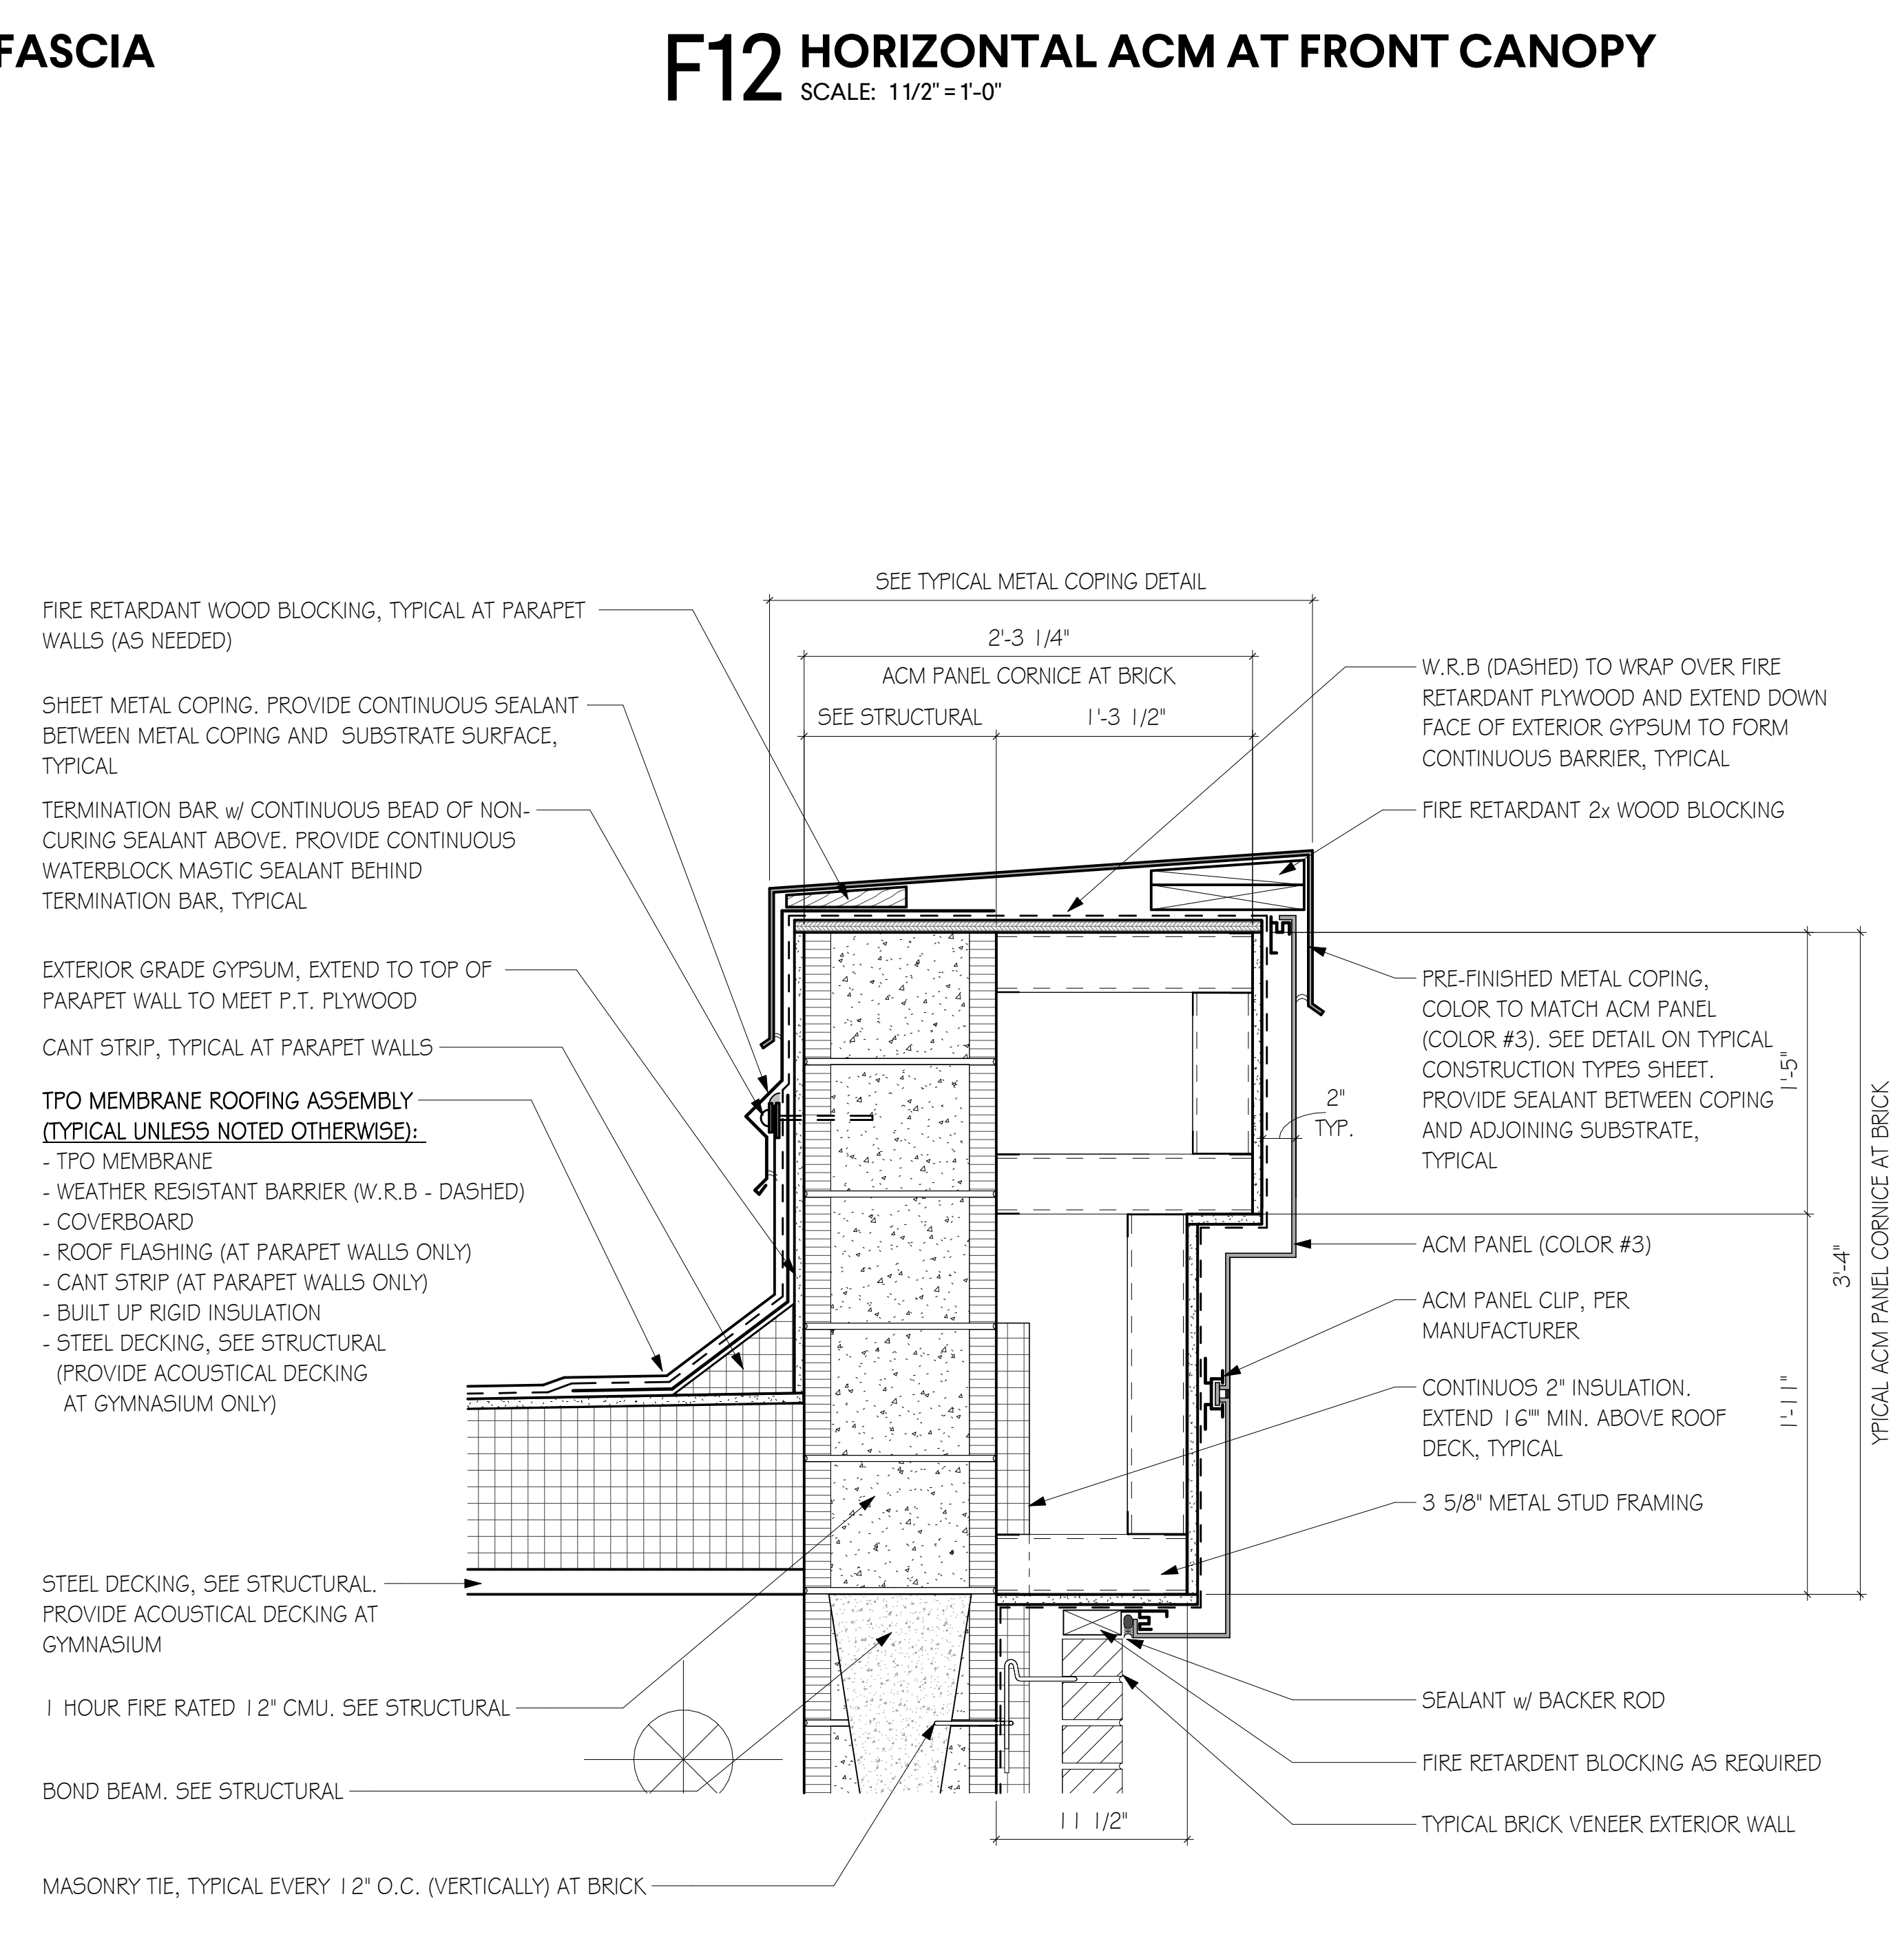 FASCIA
F12 HORIZONTAL ACM AT FRONT CANOPY
SCALE: 1 1/2" = 1'-0"
SEE TYPICAL METAL COPING DETAIL
2'-3 1/4"
ACM PANEL CORNICE AT BRICK
SEE STRUCTURAL
1'-3 1/2"
FIRE RETARDANT WOOD BLOCKING, TYPICAL AT PARAPET
WALLS (AS NEEDED)
SHEET METAL COPING. PROVIDE CONTINUOUS SEALANT
BETWEEN METAL COPING AND SUBSTRATE SURFACE,
TYPICAL
TERMINATION BAR w/ CONTINUOUS BEAD OF NON-
CURING SEALANT ABOVE. PROVIDE CONTINUOUS
WATERBLOCK MASTIC SEALANT BEHIND
TERMINATION BAR, TYPICAL
EXTERIOR GRADE GYPSUM, EXTEND TO TOP OF
PARAPET WALL TO MEET P.T. PLYWOOD
CANT STRIP, TYPICAL AT PARAPET WALLS
TPO MEMBRANE ROOFING ASSEMBLY
(TYPICAL UNLESS NOTED OTHERWISE):
- TPO MEMBRANE
- WEATHER RESISTANT BARRIER (W.R.B - DASHED)
- COVERBOARD
- ROOF FLASHING (AT PARAPET WALLS ONLY)
- CANT STRIP (AT PARAPET WALLS ONLY)
- BUILT UP RIGID INSULATION
- STEEL DECKING, SEE STRUCTURAL
(PROVIDE ACOUSTICAL DECKING
AT GYMNASIUM ONLY)
STEEL DECKING, SEE STRUCTURAL.
PROVIDE ACOUSTICAL DECKING AT
GYMNASIUM
1 HOUR FIRE RATED 12" CMU. SEE STRUCTURAL
BOND BEAM. SEE STRUCTURAL
MASONRY TIE, TYPICAL EVERY 12" O.C. (VERTICALLY) AT BRICK
W.R.B (DASHED) TO WRAP OVER FIRE
RETARDANT PLYWOOD AND EXTEND DOWN
FACE OF EXTERIOR GYPSUM TO FORM
CONTINUOUS BARRIER, TYPICAL
FIRE RETARDANT 2x WOOD BLOCKING
PRE-FINISHED METAL COPING,
COLOR TO MATCH ACM PANEL
(COLOR #3). SEE DETAIL ON TYPICAL
CONSTRUCTION TYPES SHEET.
PROVIDE SEALANT BETWEEN COPING
AND ADJOINING SUBSTRATE,
TYPICAL
2"
TYP.
ACM PANEL (COLOR #3)
ACM PANEL CLIP, PER
MANUFACTURER
CONTINUOS 2" INSULATION.
EXTEND 16"" MIN. ABOVE ROOF
DECK, TYPICAL
3 5/8" METAL STUD FRAMING
SEALANT w/ BACKER ROD
FIRE RETARDENT BLOCKING AS REQUIRED
TYPICAL BRICK VENEER EXTERIOR WALL
11 1/2"
1'-5"
1'-11"
3'-4"
YPICAL ACM PANEL CORNICE AT BRICK